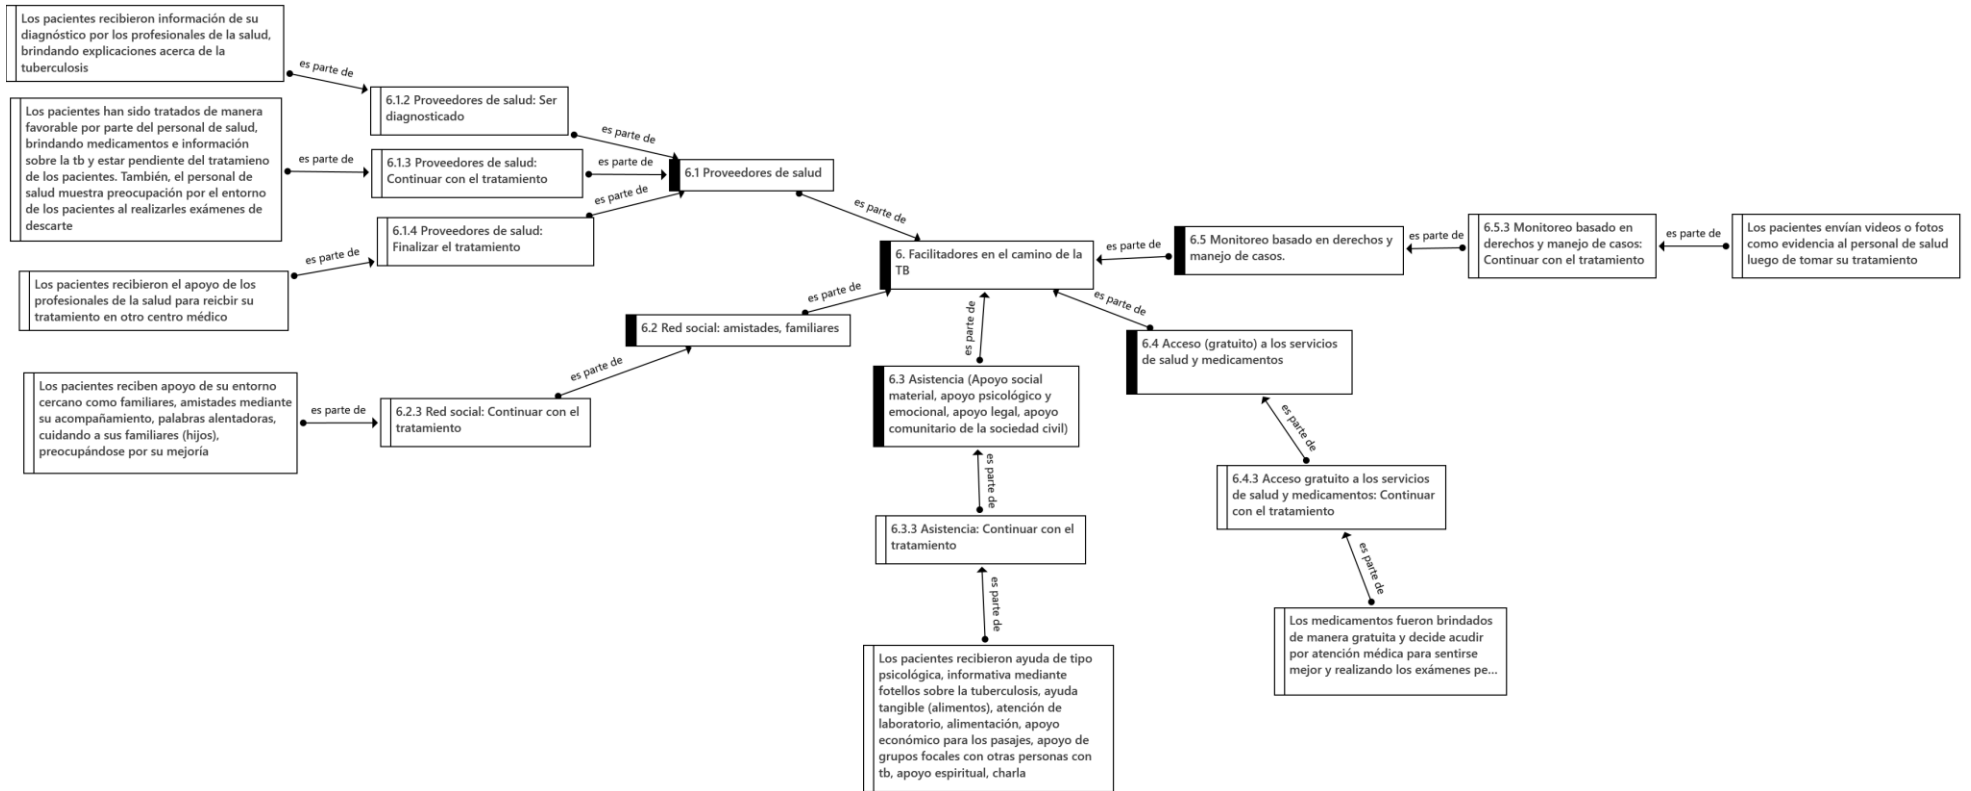 Los pacientes recibieron información de su
diagnóstico por los profesionales de la salud,
brindando explicaciones acerca de la
tuberculosis
es parte de
6.1.2 Proveedores de salud: Ser
diagnosticado
es parte de
Los pacientes han sido tratados de manera
favorable por parte del personal de salud,
brindando medicamentos e información
sobre la tb y estar pendiente del tratamieno
de los pacientes. También, el personal de
salud muestra preocupación por el entorno
de los pacientes al realizarles exámenes de
descarte
es parte de
6.1.3 Proveedores de salud:
Continuar con el tratamiento
es parte de
6.1 Proveedores de salud
es parte de
Los pacientes recibieron el apoyo de los
profesionales de la salud para reicbir su
tratamiento en otro centro médico
es parte de
6.1.4 Proveedores de salud:
Finalizar el tratamiento
es parte de
6. Facilitadores en el camino de la
TB
es parte de
6.5 Monitoreo basado en derechos y
manejo de casos.
es parte de
6.5.3 Monitoreo basado en
derechos y manejo de casos:
Continuar con el tratamiento
es parte de
Los pacientes envían videos o fotos
como evidencia al personal de salud
luego de tomar su tratamiento
es parte de
6.2 Red social: amistades, familiares
es parte de
6.2.3 Red social: Continuar con el
tratamiento
es parte de
Los pacientes reciben apoyo de su entorno
cercano como familiares, amistades mediante
su acompañamiento, palabras alentadoras,
cuidando a sus familiares (hijos),
preocupándose por su mejoría
es parte de
6.3 Asistencia (Apoyo social
material, apoyo psicológico y
emocional, apoyo legal, apoyo
comunitario de la sociedad civil)
es parte de
6.3.3 Asistencia: Continuar con el
tratamiento
es parte de
Los pacientes recibieron ayuda de tipo
psicológica, informativa mediante
fotellos sobre la tuberculosis, ayuda
tangible (alimentos), atención de
laboratorio, alimentación, apoyo
económico para los pasajes, apoyo de
grupos focales con otras personas con
tb, apoyo espiritual, charla
es parte de
6.4 Acceso (gratuito) a los servicios
de salud y medicamentos
es parte de
6.4.3 Acceso gratuito a los servicios
de salud y medicamentos: Continuar
con el tratamiento
es parte de
Los medicamentos fueron brindados
de manera gratuita y decide acudir
por atención médica para sentirse
mejor y realizando los exámenes pe...